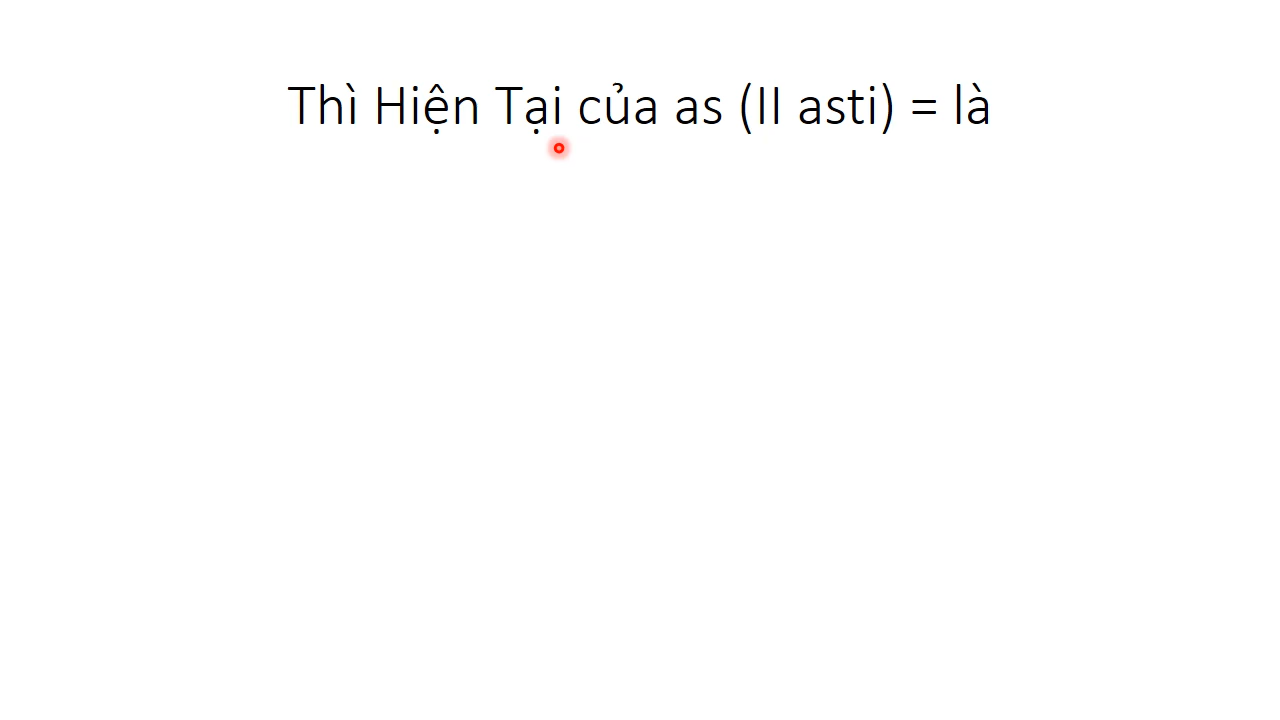 Thì Hiện Tại của as (II asti) = là